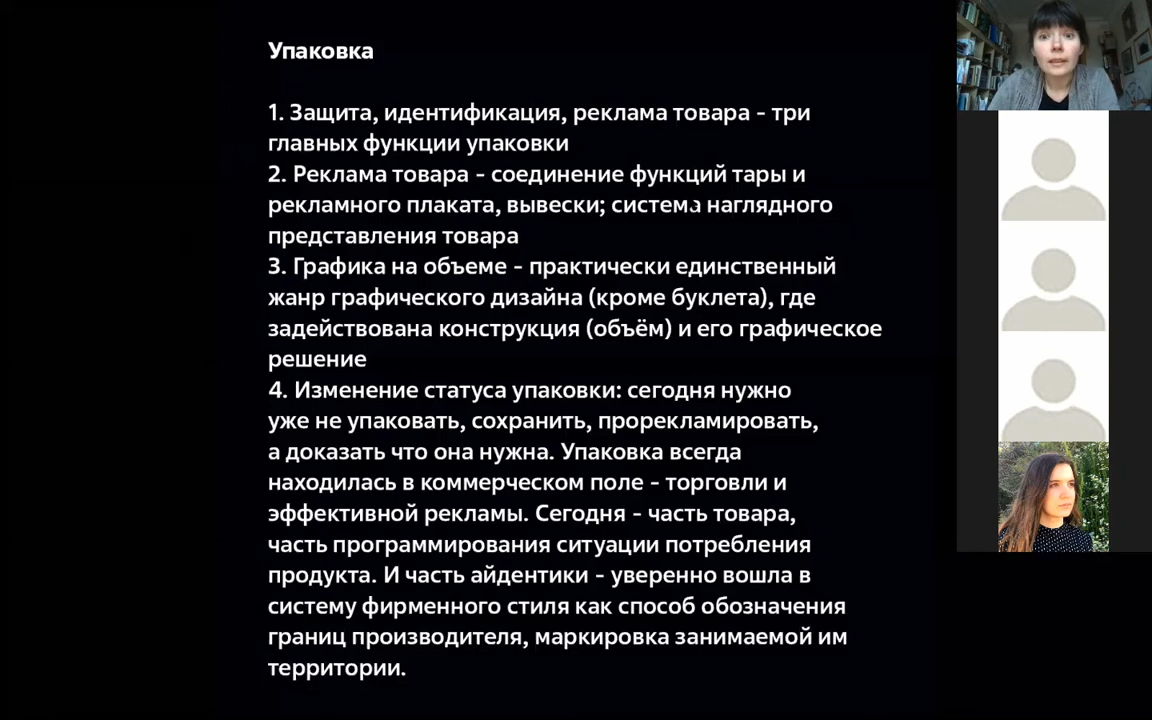 Упаковка
1. Защита, идентификация, реклама товара - три
главных функции упаковки
2. Реклама товара - соединение функций тары и
рекламного плаката, вывески; система наглядного
представления товара
3. Графика на объеме - практически единственный
жанр графического дизайна (кроме буклета), где
задействована конструкция (объём) и его графическое
решение
4. Изменение статуса упаковки: сегодня нужно
уже не упаковать, сохранить, прорекламировать,
а доказать что она нужна. Упаковка всегда
находилась в коммерческом поле - торговли и
эффективной рекламы. Сегодня - часть товара,
часть программирования ситуации потребления
продукта. И часть айдентики - уверенно вошла в
систему фирменного стиля как способ обозначения
границ производителя, маркировка занимаемой им
территории.